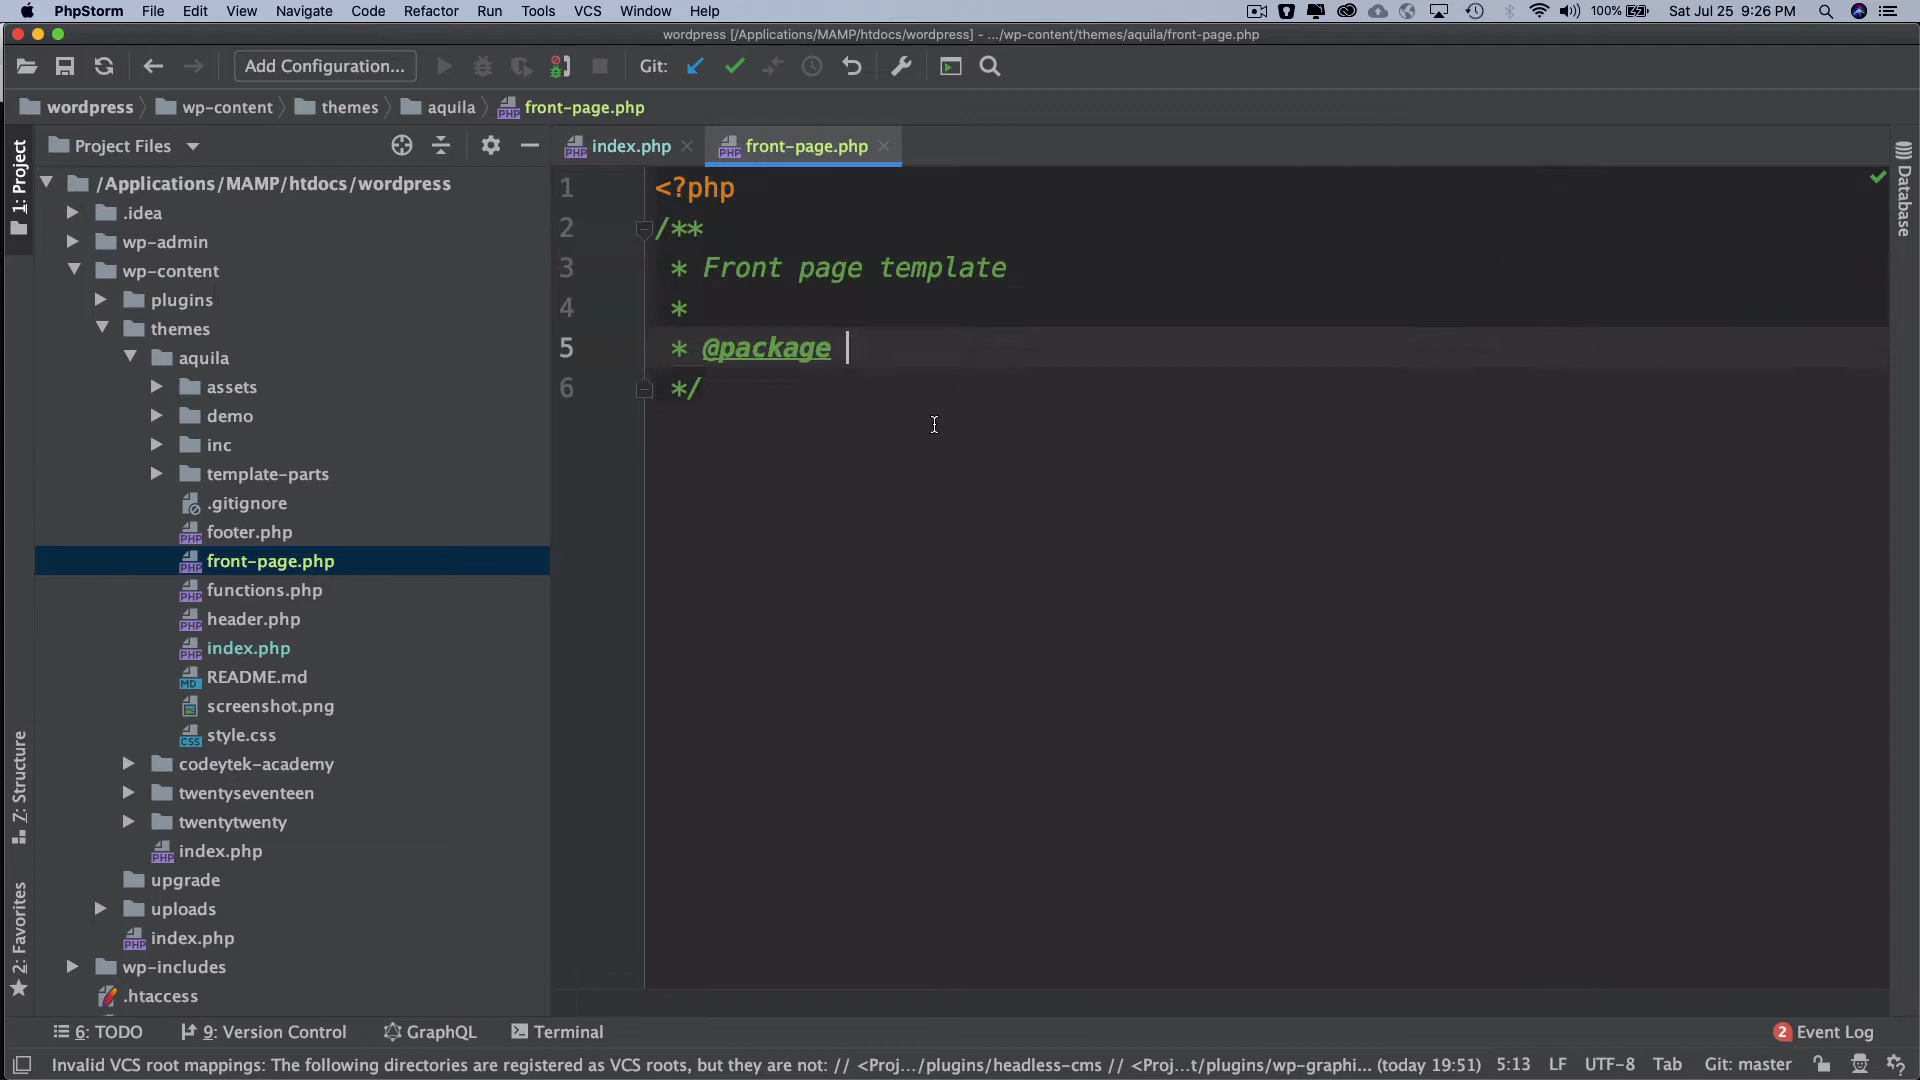 PhpStorm File Edit View Navigate Code Refactor Run Tools VCS Window Help 100% Sat Jul 25 9:26 PM
wordpress [/Applications/MAMP/htdocs/wordpress] - .../wp-content/themes/aquila/front-page.php
Add Configuration... Git:
wordpress wp-content themes aquila front-page.php
1: Project
Project Files
index.php front-page.php
/Applications/MAMP/htdocs/wordpress
.idea
wp-admin
wp-content
plugins
themes
aquila
assets
demo
inc
template-parts
.gitignore
footer.php
front-page.php
functions.php
header.php
index.php
README.md
screenshot.png
style.css
codeytek-academy
twentyseventeen
twentytwenty
index.php
upgrade
uploads
index.php
wp-includes
.htaccess
1 <?php
2 /**
3 * Front page template
4 *
5 * @package
6 */
Database
Z: Structure
2: Favorites
6: TODO 9: Version Control GraphQL Terminal 2 Event Log
Invalid VCS root mappings: The following directories are registered as VCS roots, but they are not: // <Proj.../plugins/headless-cms // <Proj...t/plugins/wp-graphi... (today 19:51) 5:13 LF UTF-8 Tab Git: master